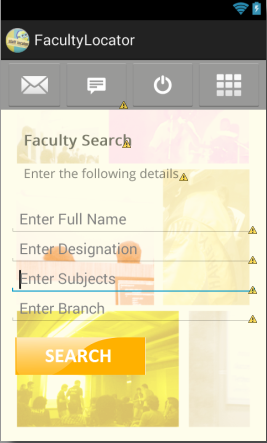 FacultyLocator
Faculty Search
Enter the following details
Enter Full Name
Enter Designation
Enter Subjects
Enter Branch
SEARCH